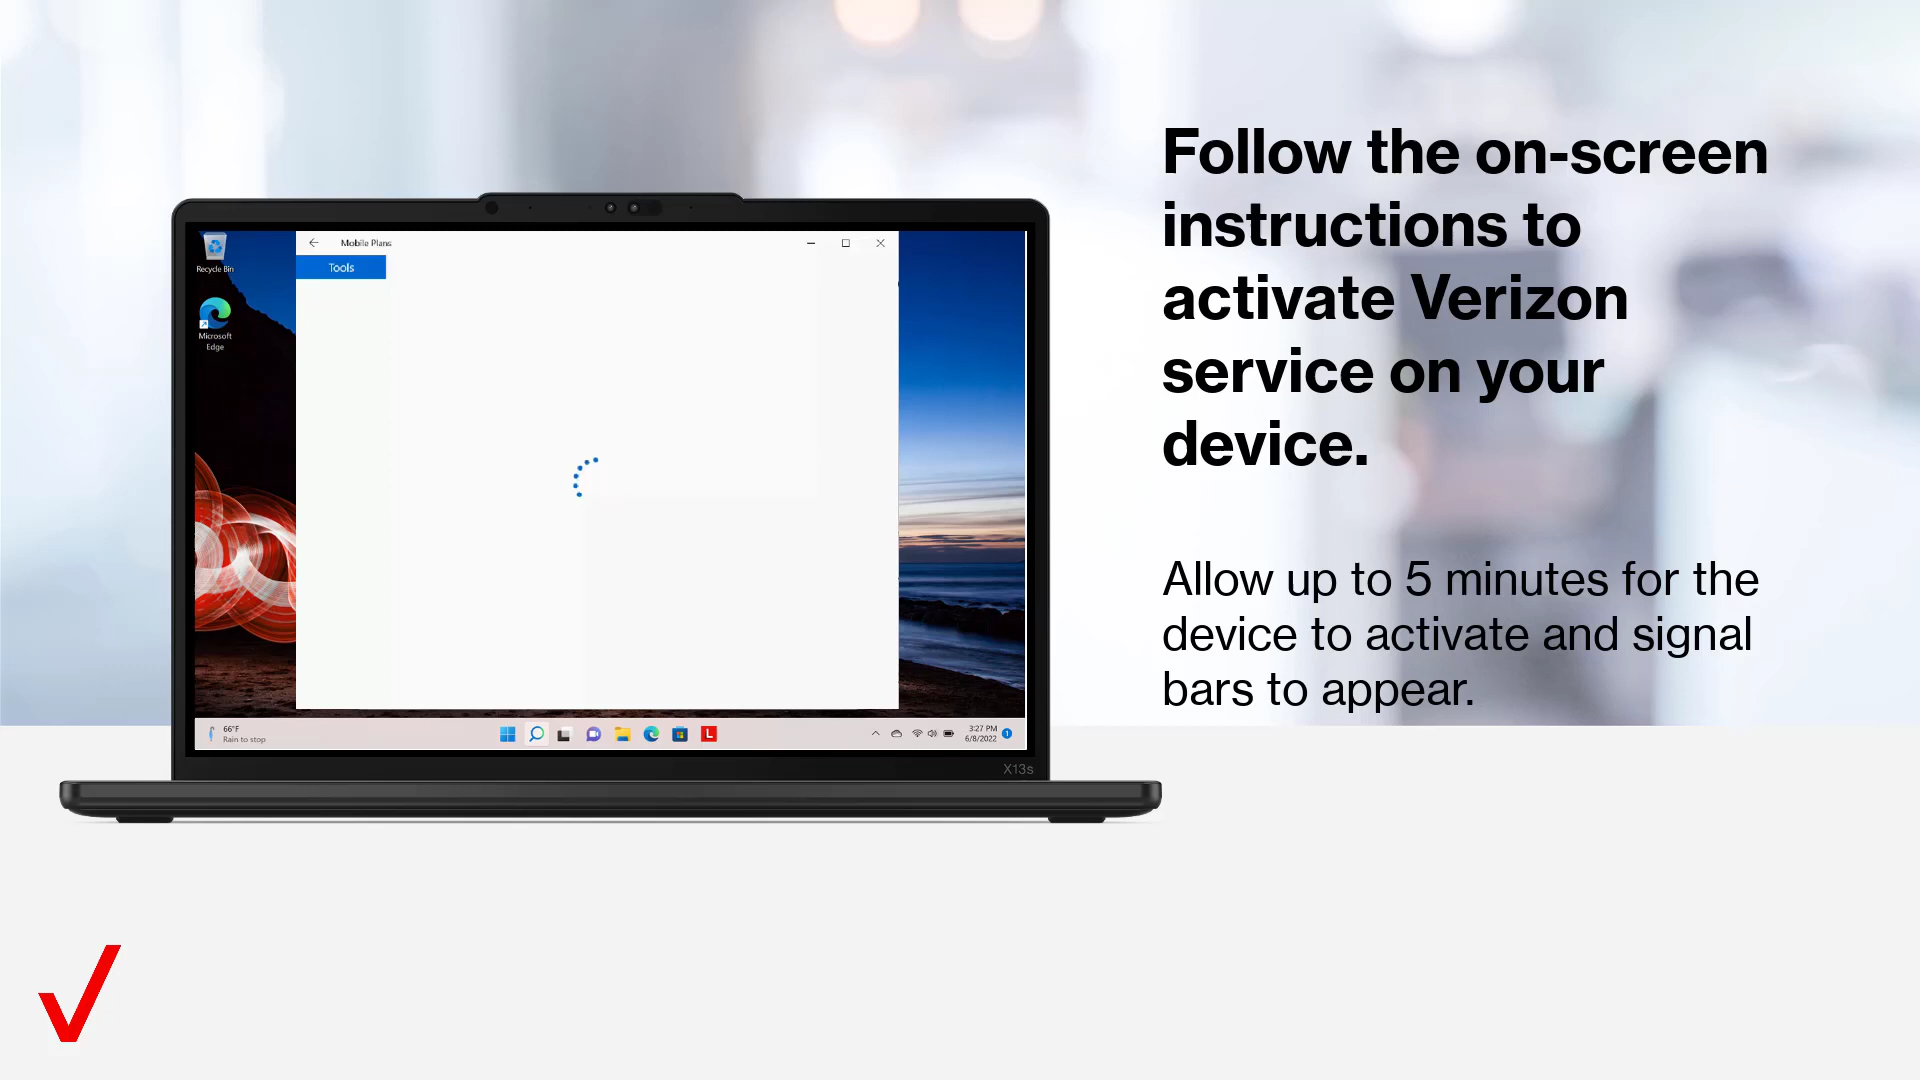 Follow the on-screen
instructions to
activate Verizon
service on your
device.
Allow up to 5 minutes for the
device to activate and signal
bars to appear.
Recycle Bin
Microsoft
Edge
Mobile Plans
Tools
66°F
Rain to stop
L
3:27 PM
6/8/2022
1
X13s